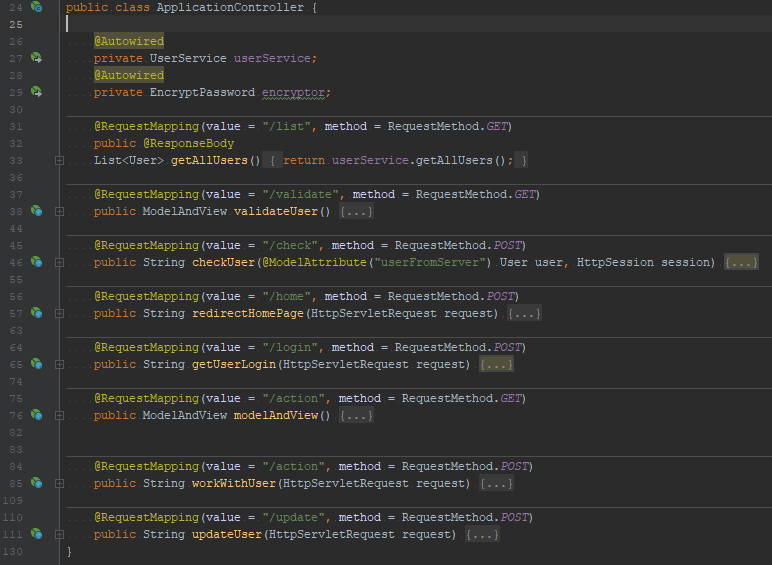 24 public class ApplicationController {
25
26 @Autowired
27 private UserService userService;
28 @Autowired
29 private EncryptPassword encryptor;
30
31 @RequestMapping(value = "/list", method = RequestMethod.GET)
32 public @ResponseBody
33 List<User> getAllUsers() { return userService.getAllUsers(); }
36
37 @RequestMapping(value = "/validate", method = RequestMethod.GET)
38 public ModelAndView validateUser() {...}
44
45 @RequestMapping(value = "/check", method = RequestMethod.POST)
46 public String checkUser(@ModelAttribute("userFromServer") User user, HttpSession session) {...}
55
56 @RequestMapping(value = "/home", method = RequestMethod.POST)
57 public String redirectHomePage(HttpServletRequest request) {...}
63
64 @RequestMapping(value = "/login", method = RequestMethod.POST)
65 public String getUserLogin(HttpServletRequest request) {...}
74
75 @RequestMapping(value = "/action", method = RequestMethod.GET)
76 public ModelAndView modelAndView() {...}
82
83
84 @RequestMapping(value = "/action", method = RequestMethod.POST)
85 public String workWithUser(HttpServletRequest request) {...}
109
110 @RequestMapping(value = "/update", method = RequestMethod.POST)
111 public String updateUser(HttpServletRequest request) {...}
130 }